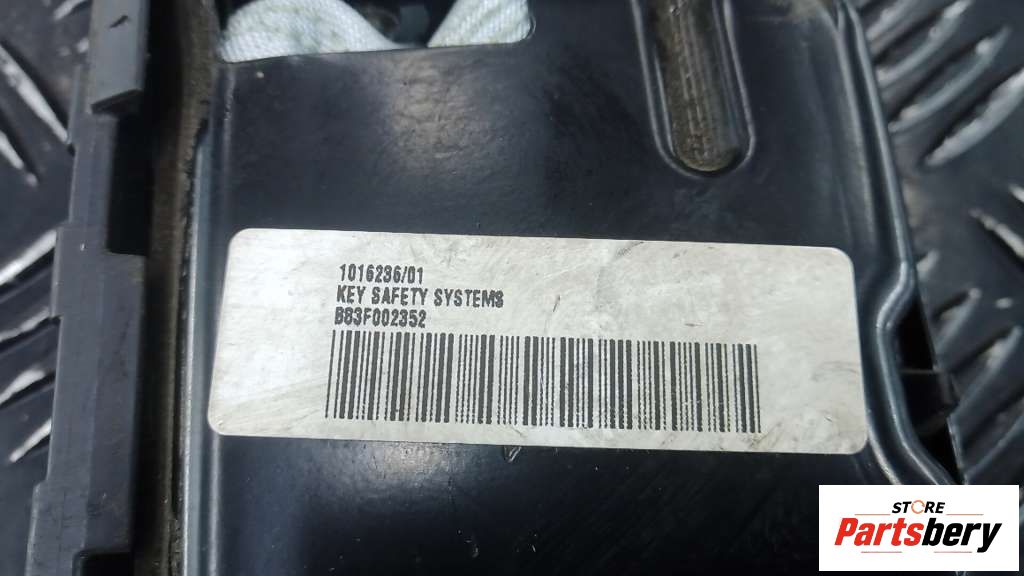 1016236/01
KEY SAFETY SYSTEMS
B83F002352
STORE
Partsbery